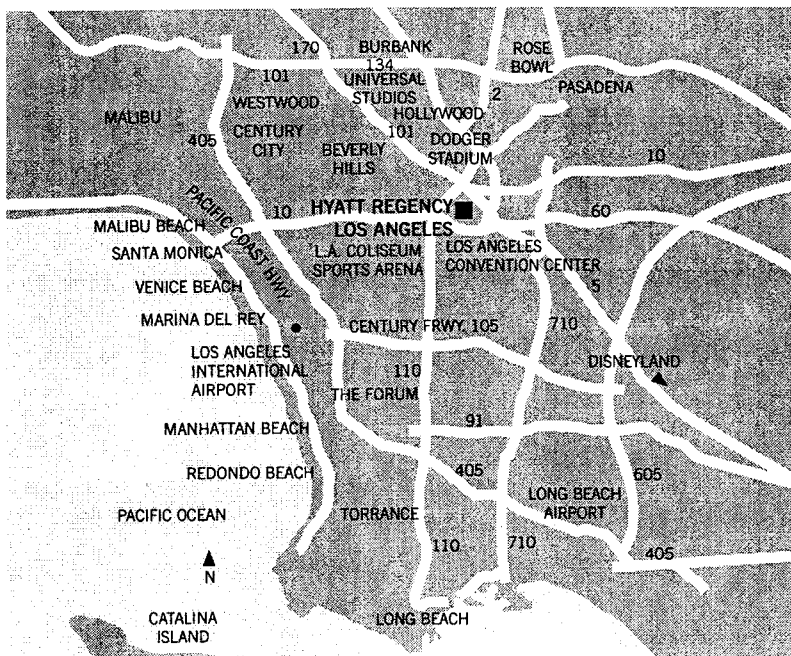 170
BURBANK
ROSE
BOWL
134
101
UNIVERSAL
STUDIOS
PASADENA
2
WESTWOOD
HOLLYWOOD
MALIBU
405
CENTURY
CITY
101
BEVERLY
HILLS
DODGER
STADIUM
10
PACIFIC COAST HWY
10
HYATT REGENCY
LOS ANGELES
60
MALIBU BEACH
SANTA MONICA
L.A. COLISEUM
SPORTS ARENA
LOS ANGELES
CONVENTION CENTER
5
VENICE BEACH
MARINA DEL REY
CENTURY FRWY. 105
710
LOS ANGELES
INTERNATIONAL
AIRPORT
DISNEYLAND
110
THE FORUM
MANHATTAN BEACH
91
REDONDO BEACH
405
605
LONG BEACH
AIRPORT
PACIFIC OCEAN
TORRANCE
110
710
405
N
CATALINA
ISLAND
LONG BEACH